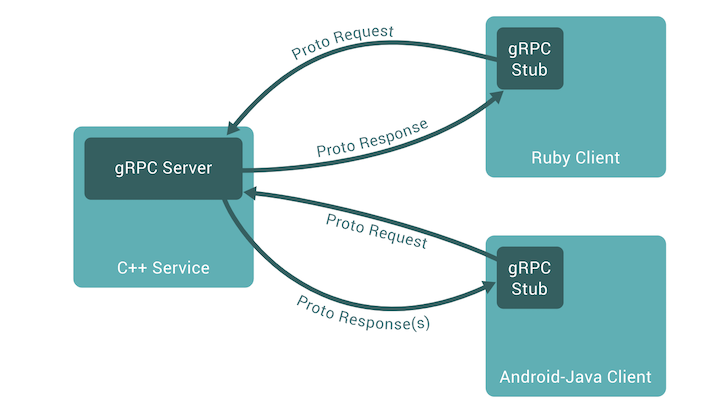 Proto Request
gRPC
Stub
Ruby Client
Proto Response
gRPC Server
C++ Service
Proto Request
gRPC
Stub
Proto Response(s)
Android-Java Client